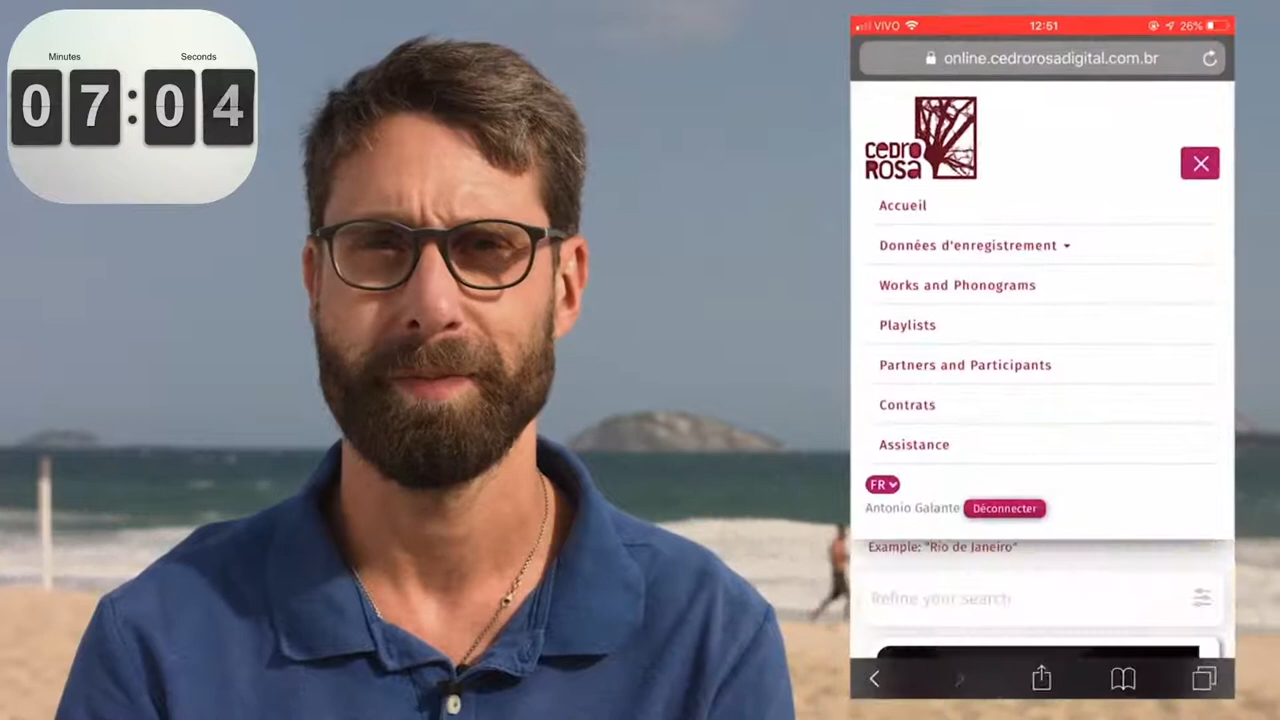 Minutes Seconds
07:04
VIVO 12:51 26%
online.cedrorosadigital.com.br
CEDRO
ROSA
Accueil
Données d'enregistrement
Works and Phonograms
Playlists
Partners and Participants
Contrats
Assistance
FR
Antonio Galante Déconnecter
Example: "Rio de Janeiro"
Refine your search